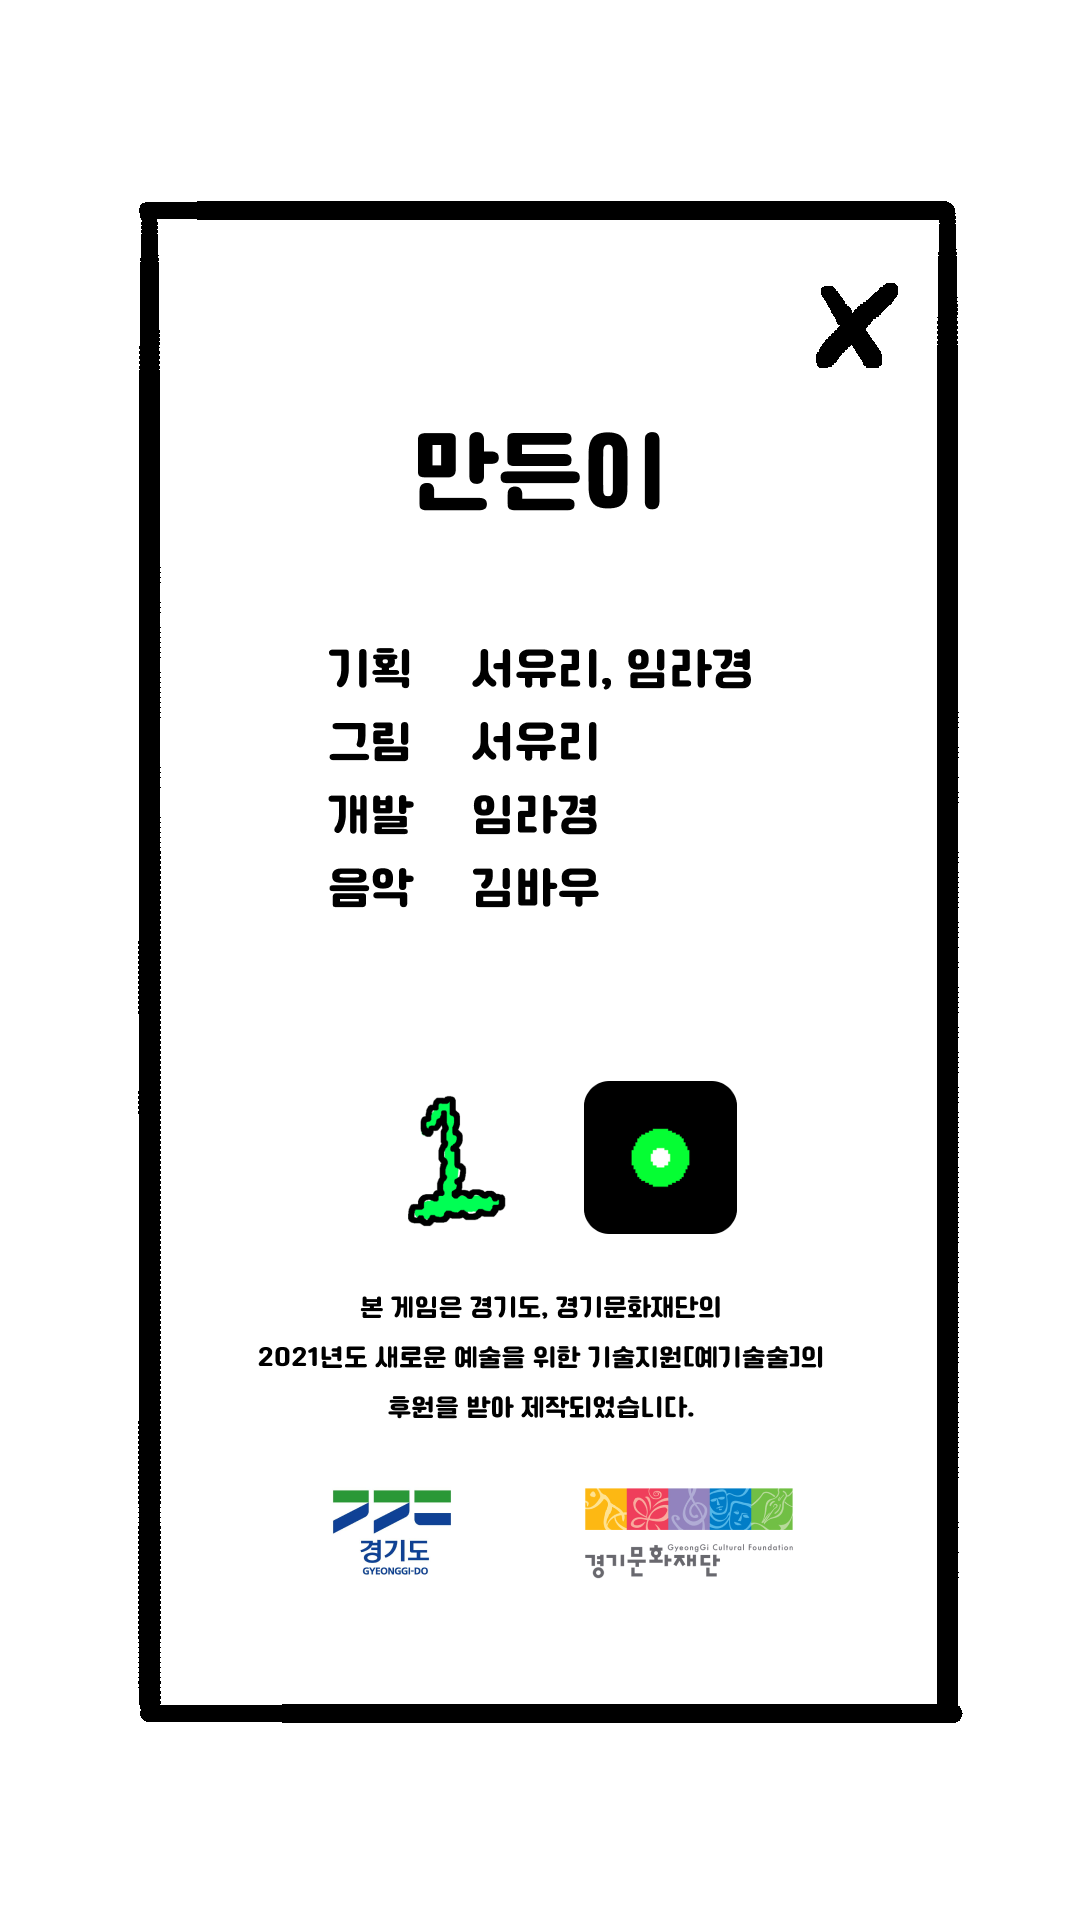 X
만든이
기획 서유리, 임라경
그림 서유리
개발 임라경
음악 김바우
1
본 게임은 경기도, 경기문화재단의
2021년도 새로운 예술을 위한 기술지원[예기술술]의
후원을 받아 제작되었습니다.
경기도
GYEONGGI-DO
GyeongGi Cultural Foundation
경기문화재단